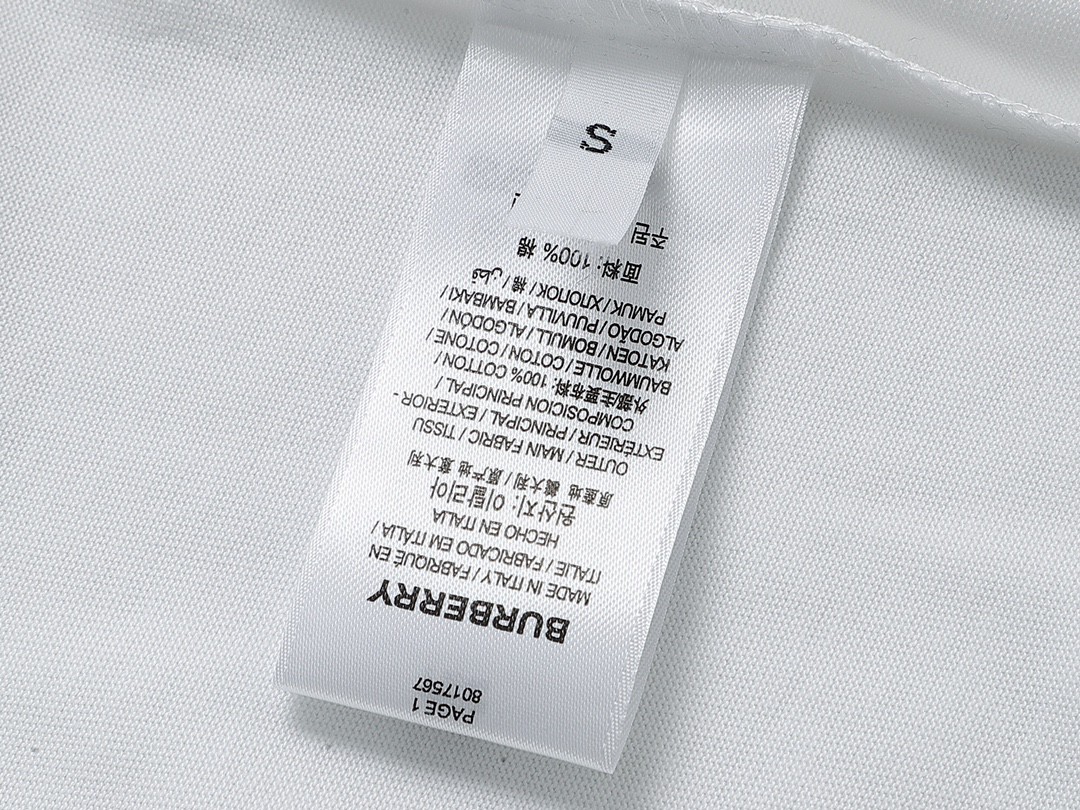 PAGE 1
8017567
BURBERRY
MADE IN ITALY / FABRIQUÉ EN
ITALIE / FABRICADO EM ITÁLIA /
HECHO EN ITALIA
원산지: 이탈리아
原產地 義大利 / 原产地 意大利
OUTER / MAIN FABRIC / TISSU
EXTÉRIEUR / PRINCIPAL / EXTERIOR-
COMPOSICION PRINCIPAL /
外部主要布料: 100% COTTON /
BAUMWOLLE / COTON / COTONE /
KATOEN / BOMULL / ALGODÓN /
ALGODÃO / PUUVILLA / BAMBAKI /
PAMUK / ХЛОПОК / 棉 / قطن
面料: 100% 棉
주원
S